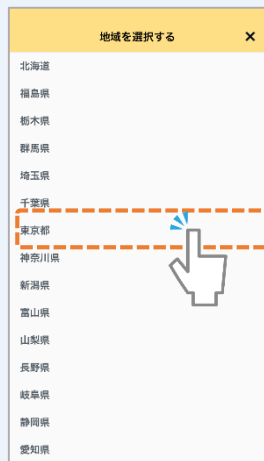 地域を選択する ×
北海道
福島県
栃木県
群馬県
埼玉県
千葉県
東京都
神奈川県
新潟県
富山県
山梨県
長野県
岐阜県
静岡県
愛知県